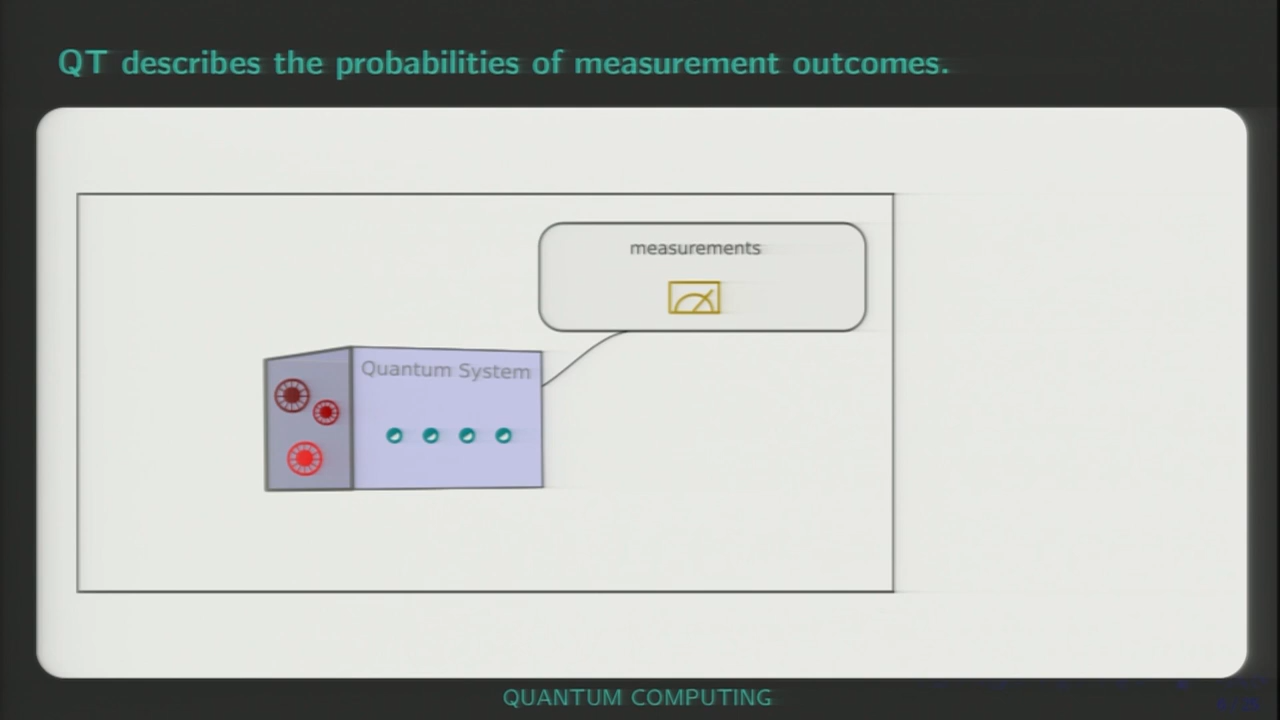 QT describes the probabilities of measurement outcomes.
measurements
Quantum System
QUANTUM COMPUTING